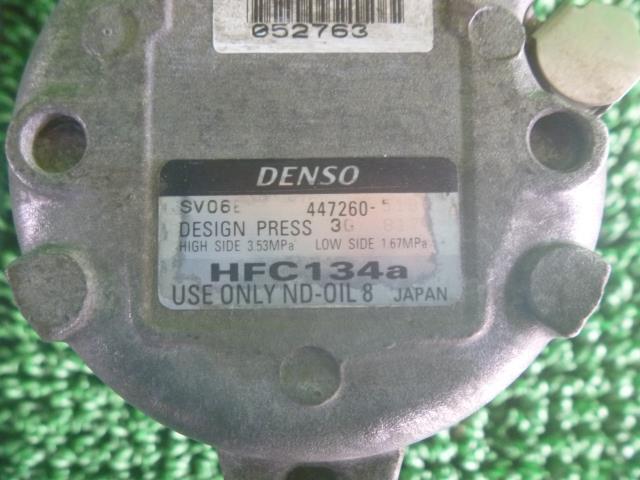 052763
DENSO
447260-
DESIGN PRESS
HIGH SIDE 3.53MPa LOW SIDE 1.67MPa
HFC134a
USE ONLY ND-OIL 8 JAPAN